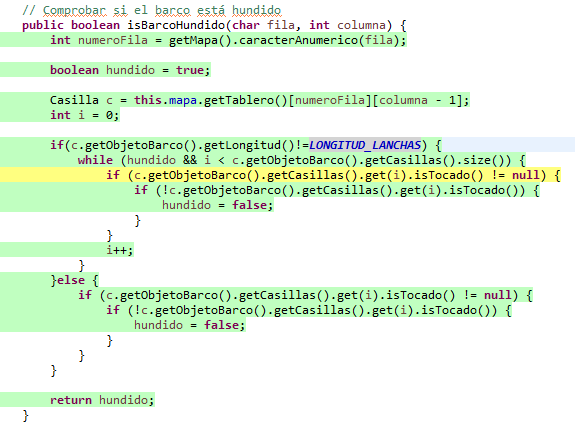 // Comprobar si el barco está hundido
public boolean isBarcoHundido(char fila, int columna) {
int numeroFila = getMapa().caracterAnumerico(fila);
boolean hundido = true;
Casilla c = this.mapa.getTablero()[numeroFila][columna - 1];
int i = 0;
if(c.getObjetoBarco().getLongitud()!=LONGITUD_LANCHAS) {
while (hundido && i < c.getObjetoBarco().getCasillas().size()) {
if (c.getObjetoBarco().getCasillas().get(i).isTocado() != null) {
if (!c.getObjetoBarco().getCasillas().get(i).isTocado()) {
hundido = false;
}
}
i++;
}
}else {
if (c.getObjetoBarco().getCasillas().get(i).isTocado() != null) {
if (!c.getObjetoBarco().getCasillas().get(i).isTocado()) {
hundido = false;
}
}
}
return hundido;
}